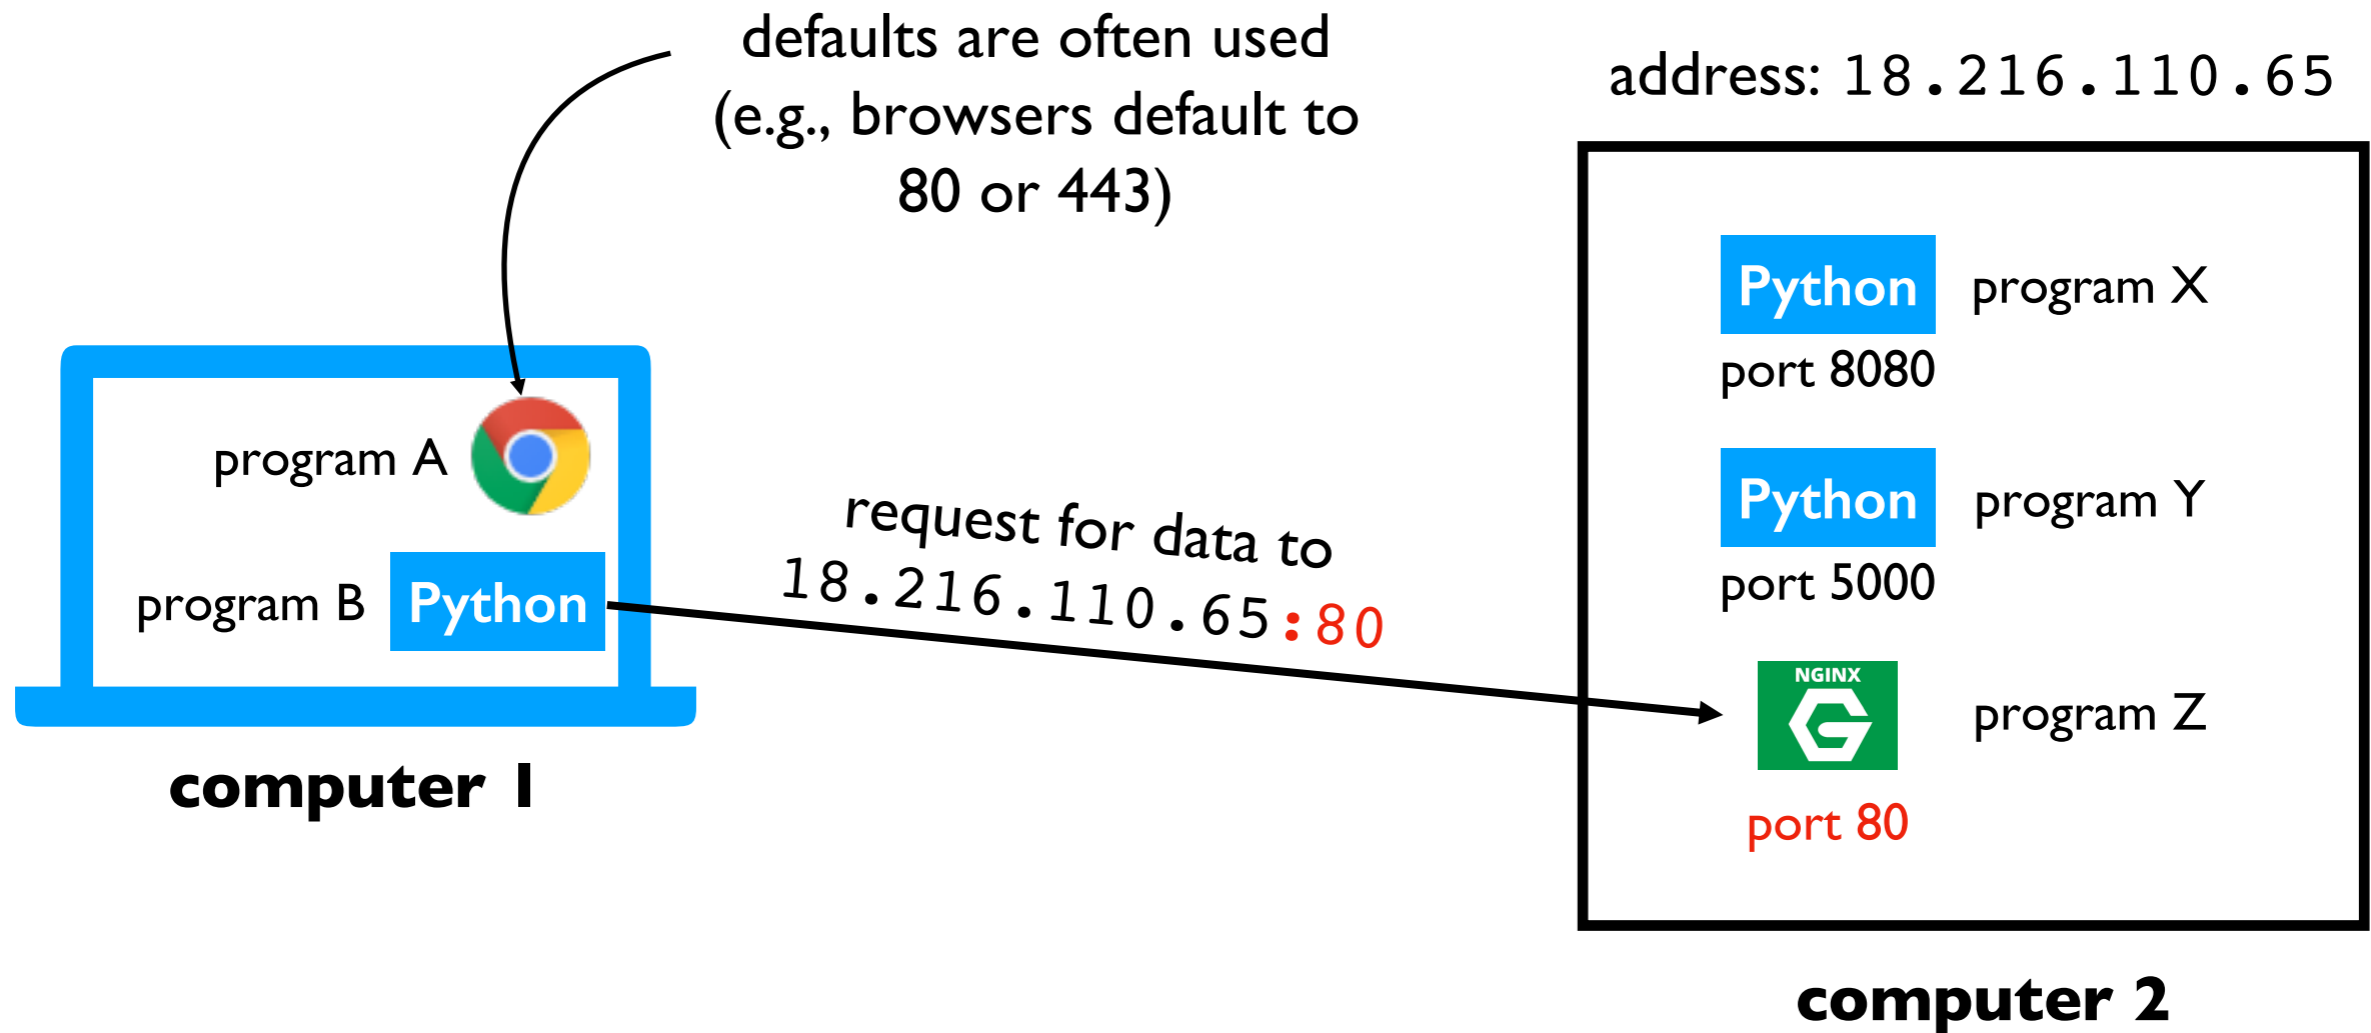 defaults are often used
(e.g., browsers default to
80 or 443)
address: 18.216.110.65
program A
program B
Python
computer 1
request for data to
18.216.110.65:80
Python
program X
port 8080
Python
program Y
port 5000
NGINX
program Z
port 80
computer 2